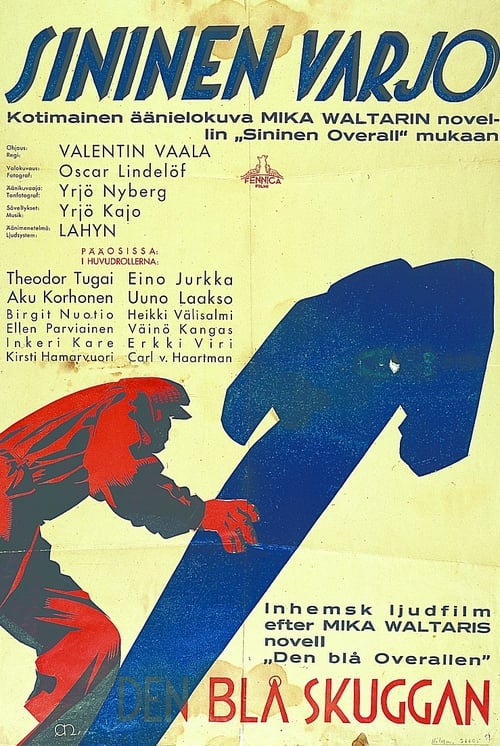 SININEN VARJO
Kotimainen äänielokuva MIKA WALTARIN novel-
lin „Sininen Overall" mukaan
Ohjaus:
Regi:
VALENTIN VAALA
Valokuvaus:
Fotograf:
Oscar Lindelöf
Äänikuvaaja:
Tonfotograf:
Yrjö Nyberg
Sävellykset:
Musik:
Yrjö Kajo
Äänimenetelmä:
Ljudsystem:
LAHYN
FENNICA
FILMI
PÄÄOSISSA:
I HUVUDROLLERNA:
Theodor Tugai Eino Jurkka
Aku Korhonen Uuno Laakso
Birgit Nuotio Heikki Välisalmi
Ellen Parviainen Väinö Kangas
Inkeri Kare Erkki Viri
Kirsti Hamarvuori Carl v. Haartman
Inhemsk ljudfilm
efter MIKA WALTARIS
novell
„Den blå Overallen"
DEN BLÅ SKUGGAN